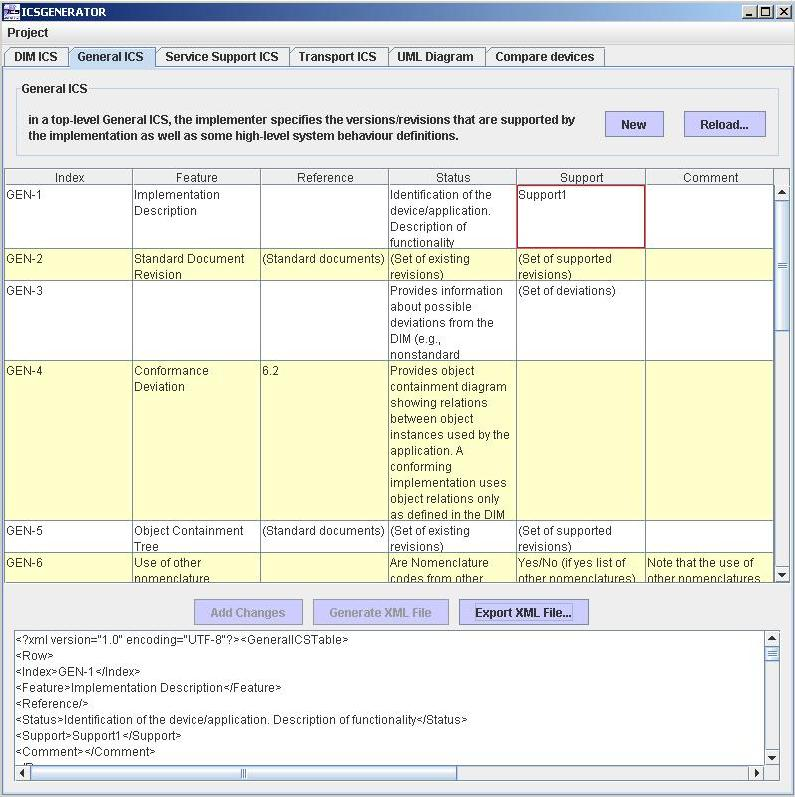 ICSGENERATOR
Project
DIM ICS General ICS Service Support ICS Transport ICS UML Diagram Compare devices
General ICS
in a top-level General ICS, the implementer specifies the versions/revisions that are supported by
the implementation as well as some high-level system behaviour definitions.
New Reload...
Index Feature Reference Status Support Comment
GEN-1 Implementation Identification of the Support1
Description device/application.
Description of
functionality
GEN-2 Standard Document (Standard documents) (Set of existing (Set of supported
Revision revisions) revisions)
GEN-3 Provides information (Set of deviations)
about possible
deviations from the
DIM (e.g.,
nonstandard
GEN-4 Conformance 6.2 Provides object
Deviation containment diagram
showing relations
between object
instances used by the
application. A
conforming
implementation uses
object relations only
as defined in the DIM
GEN-5 Object Containment (Standard documents) (Set of existing (Set of supported
Tree revisions) revisions)
GEN-6 Use of other Are Nomenclature Yes/No (if yes list of Note that the use of
nomenclature codes from other other nomenclatures) other nomenclatures
Add Changes Generate XML File Export XML File...
<?xml version="1.0" encoding="UTF-8"?><GeneralICSTable>
<Row>
<Index>GEN-1</Index>
<Feature>Implementation Description</Feature>
<Reference/>
<Status>Identification of the device/application. Description of functionality</Status>
<Support>Support1</Support>
<Comment></Comment>